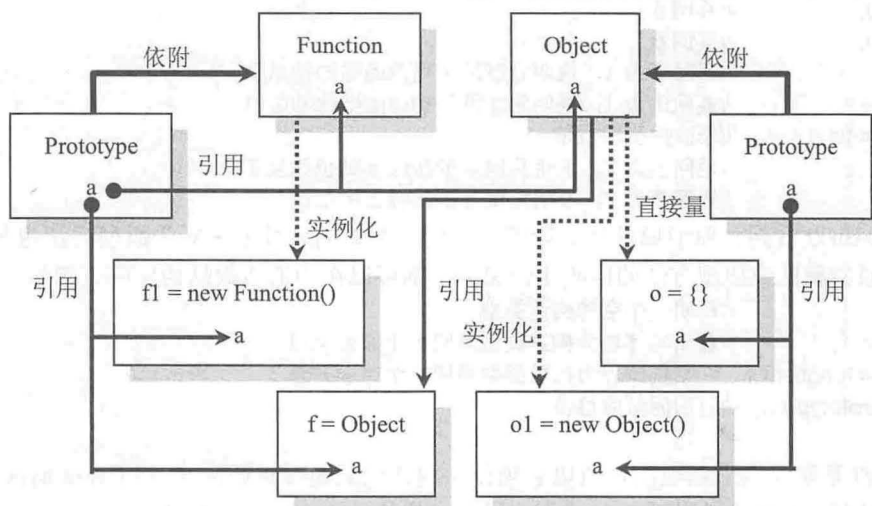 Function
a
Object
a
依附
依附
Prototype
a
引用
Prototype
a
实例化
直接量
引用
f1 = new Function()
a
引用
实例化
o = {}
a
引用
f = Object
a
o1 = new Object()
a